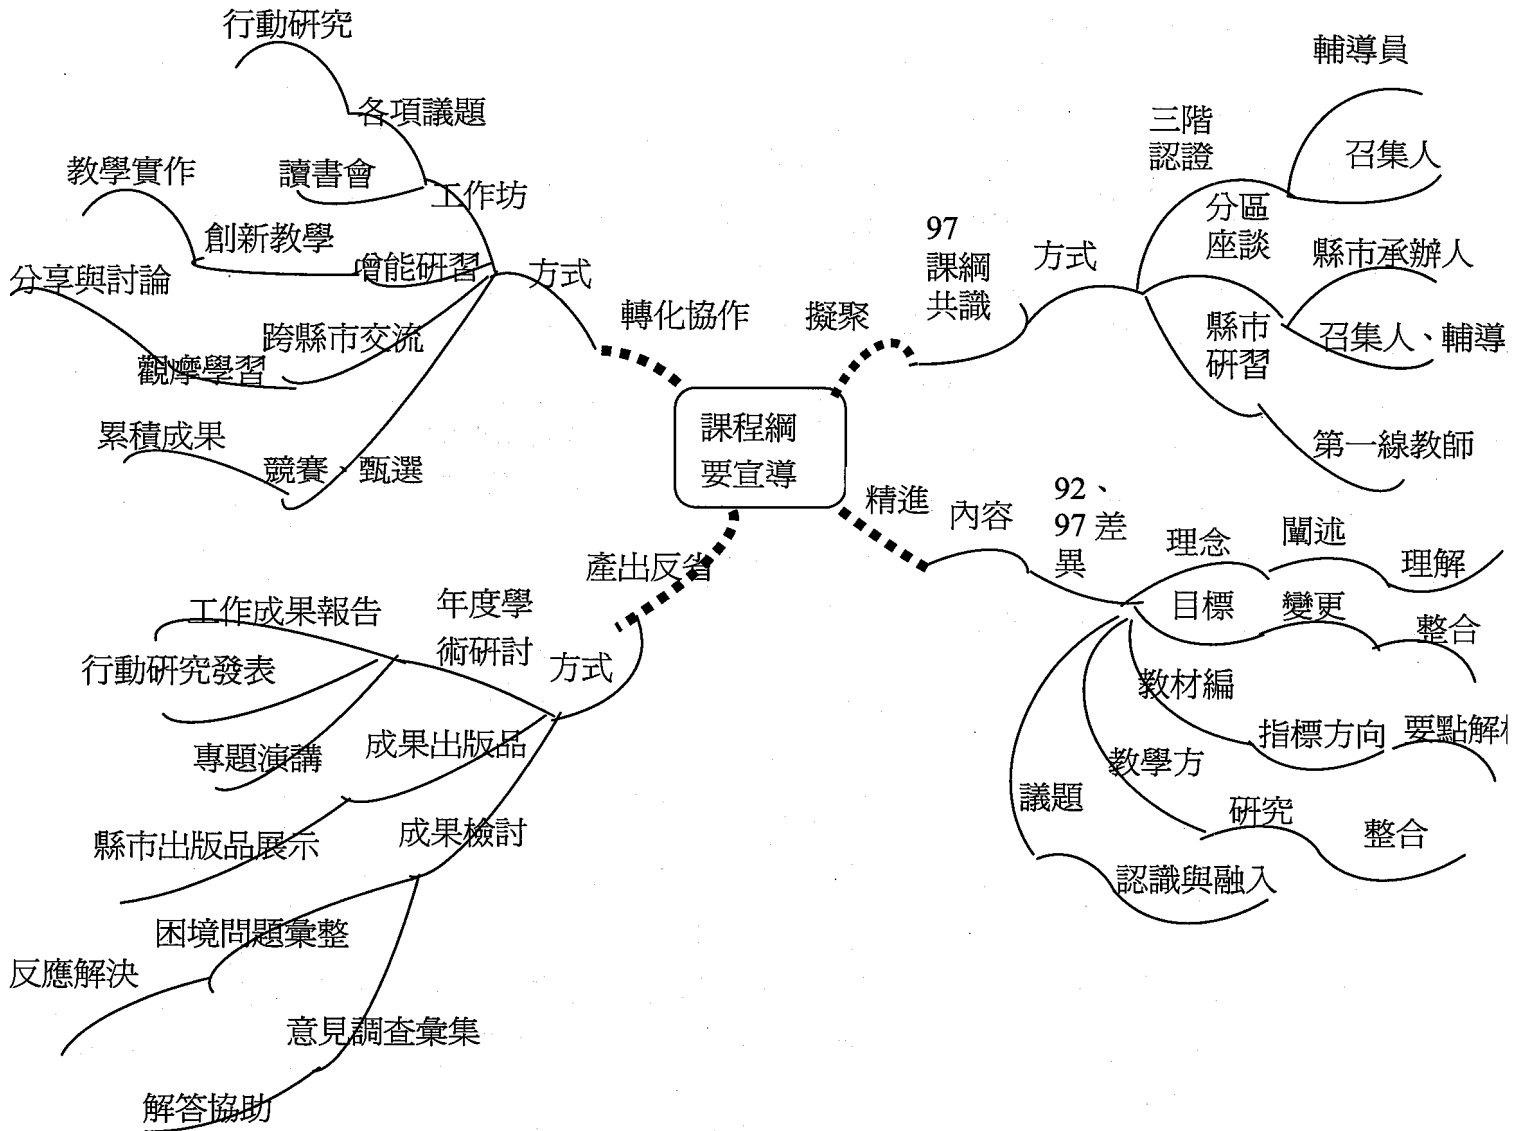 行動研究
各項議題
讀書會
工作坊
教學實作
創新教學
增能研習
分享與討論
跨縣市交流
觀摩學習
累積成果
競賽、甄選
方式
轉化協作
擬聚
97
課綱
共識
方式
三階
認證
輔導員
召集人
分區
座談
縣市承辦人
召集人、輔導
縣市
研習
第一線教師
課程綱
要宣導
精進
內容
92、
97 差
異
理念
闡述
理解
目標
變更
整合
教材編
指標方向
要點解
教學方
研究
整合
議題
認識與融入
產出反省
方式
年度學
術研討
工作成果報告
行動研究發表
專題演講
成果出版品
縣市出版品展示
成果檢討
困境問題彙整
反應解決
意見調查彙集
解答協助